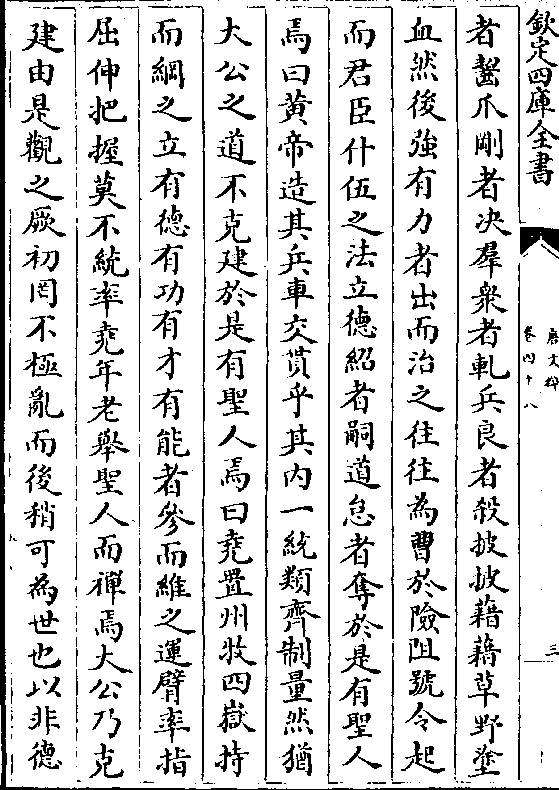 欽定四庫全書
唐文粹
卷四十八
三
者齧爪剛者決羣衆者軋兵良者殺披披藉藉草野塗
血然後強有力者出而治之往往為曹於險阻號令起
而君臣什伍之法立德紹者嗣道怠者奪於是有聖人
焉曰黄帝造其兵車交貫乎其内一統類齊制量然猶
大公之道不克建於是有聖人焉曰堯置州牧四嶽持
而綱之立有德有功有才有能者參而維之運臂率指
屈伸把握莫不統率堯年老舉聖人而禪焉大公乃克
建由是觀之厥初罔不極亂而後稍可為世也以非德